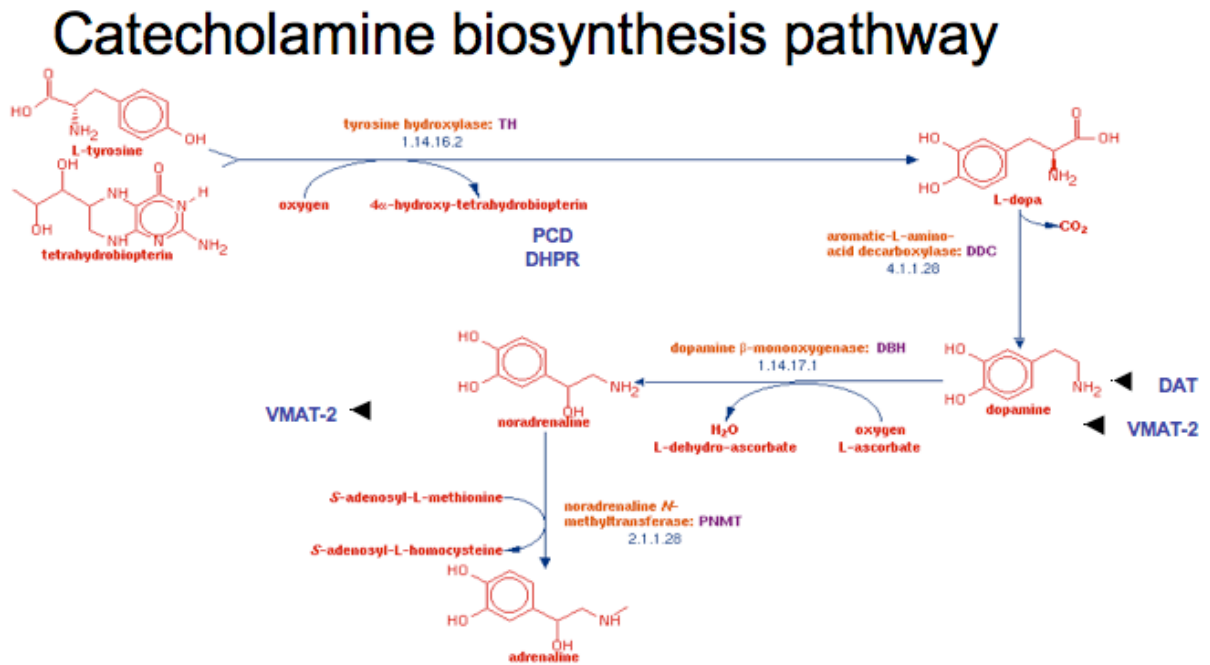 Catecholamine biosynthesis pathway
O
HO
NH₂
OH
L-tyrosine
tyrosine hydroxylase: TH
1.14.16.2
oxygen
4α-hydroxy-tetrahydrobiopterin
PCD
DHPR
OH
O
H
NH
N
OH
NH
N
NH₂
tetrahydrobiopterin
HO
O
OH
HO
NH₂
L-dopa
CO₂
aromatic-L-amino-
acid decarboxylase: DDC
4.1.1.28
HO
HO
NH₂
dopamine
DAT
VMAT-2
dopamine β-monooxygenase: DBH
1.14.17.1
H₂O
L-dehydro-ascorbate
oxygen
L-ascorbate
HO
HO
NH₂
OH
noradrenaline
VMAT-2
S-adenosyl-L-methionine
S-adenosyl-L-homocysteine
noradrenaline N-
methyltransferase: PNMT
2.1.1.28
HO
HO
NH
OH
adrenaline